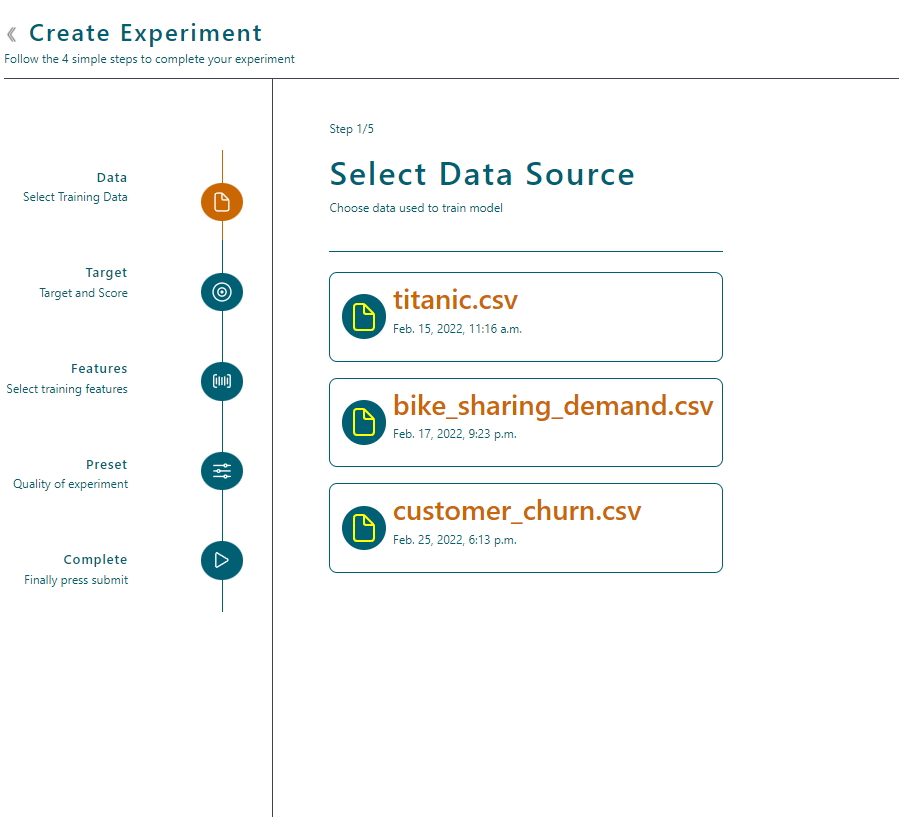 Create Experiment
Follow the 4 simple steps to complete your experiment
Data
Select Training Data
Target
Target and Score
Features
Select training features
Preset
Quality of experiment
Complete
Finally press submit
Step 1/5
Select Data Source
Choose data used to train model
titanic.csv
Feb. 15, 2022, 11:16 a.m.
bike_sharing_demand.csv
Feb. 17, 2022, 9:23 p.m.
customer_churn.csv
Feb. 25, 2022, 6:13 p.m.